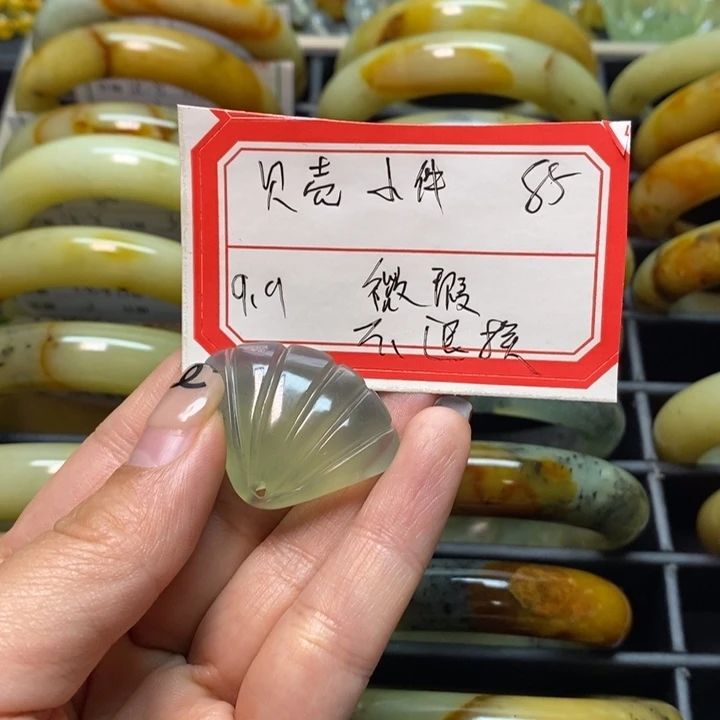 贝壳 小件 85
9.9 微瑕
不退换